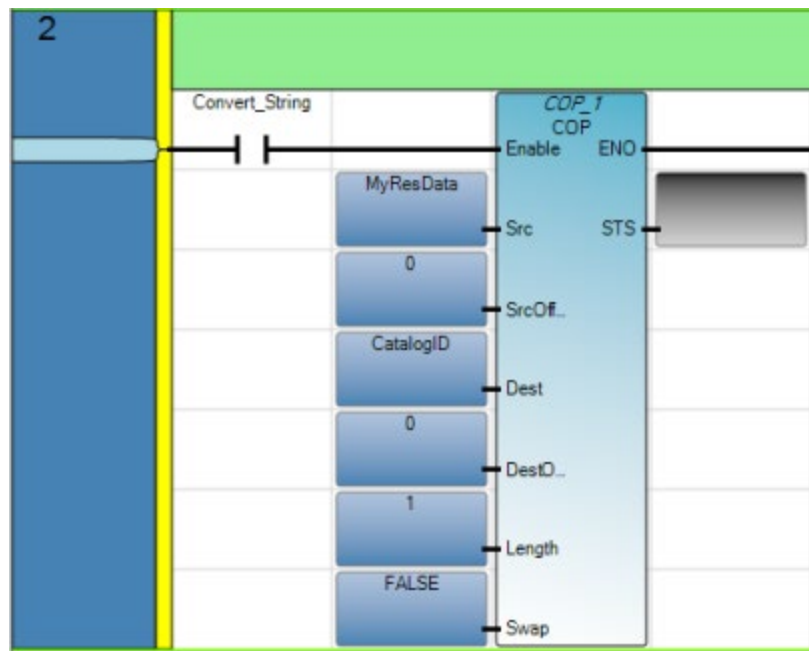 2
Convert_String
COP_1
COP
Enable ENO
MyResData
Src STS
0
SrcOff...
CatalogID
Dest
0
DestO...
1
Length
FALSE
Swap